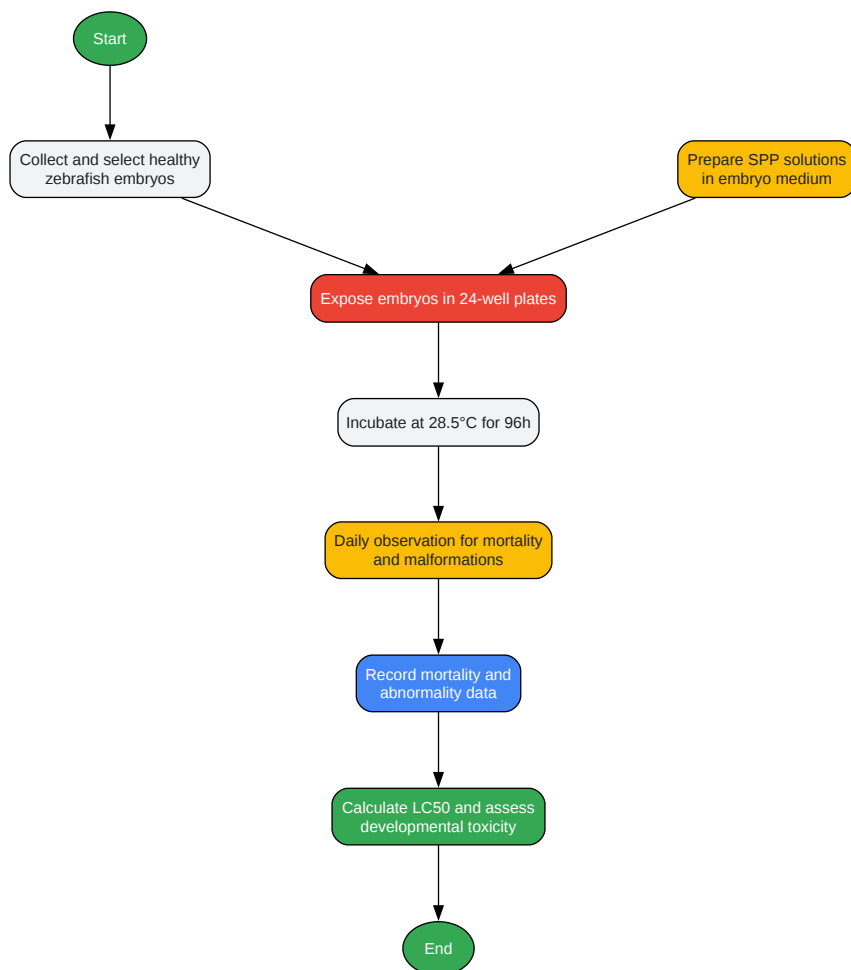 Start
Collect and select healthy
zebrafish embryos
Prepare SPP solutions
in embryo medium
Expose embryos in 24-well plates
Incubate at 28.5°C for 96h
Daily observation for mortality
and malformations
Record mortality and
abnormality data
Calculate LC50 and assess
developmental toxicity
End